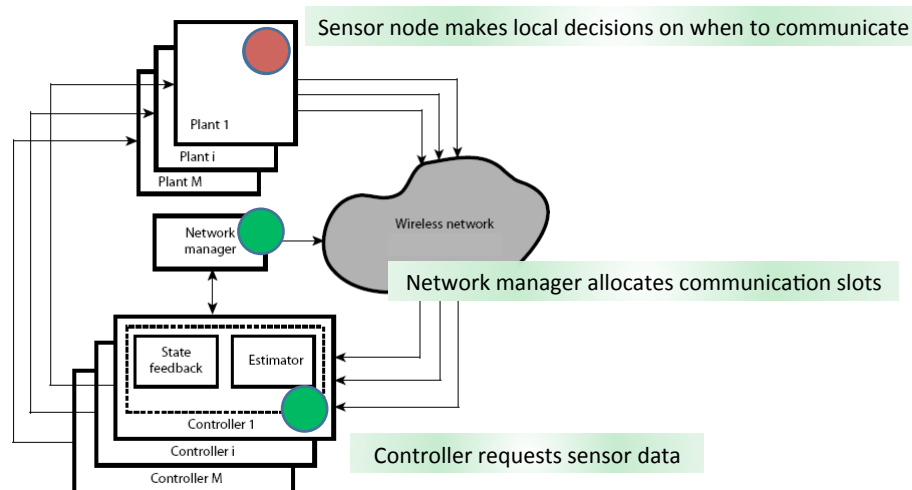 Sensor node makes local decisions on when to communicate
Plant 1
Plant i
Plant M
Network
manager
Wireless network
Network manager allocates communication slots
State
feedback
Estimator
Controller 1
Controller i
Controller M
Controller requests sensor data